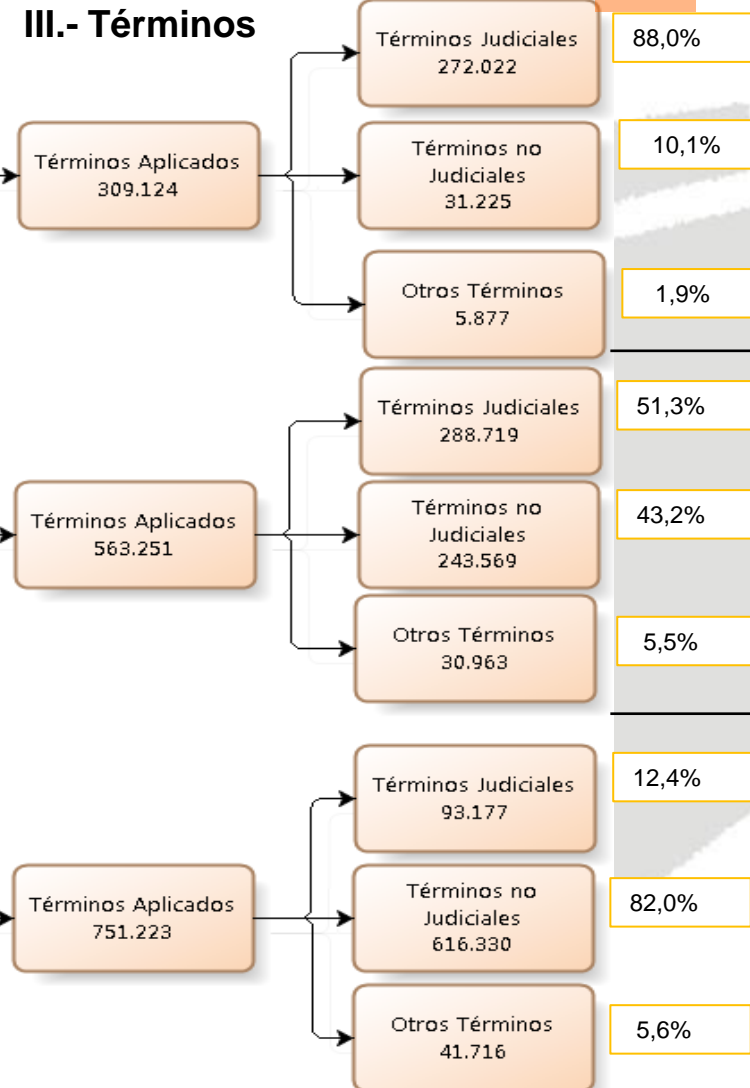 III.- Términos
Términos Aplicados
309.124
Términos Judiciales
272.022
88,0%
Términos no
Judiciales
31.225
10,1%
Otros Términos
5.877
1,9%
Términos Aplicados
563.251
Términos Judiciales
288.719
51,3%
Términos no
Judiciales
243.569
43,2%
Otros Términos
30.963
5,5%
Términos Aplicados
751.223
Términos Judiciales
93.177
12,4%
Términos no
Judiciales
616.330
82,0%
Otros Términos
41.716
5,6%